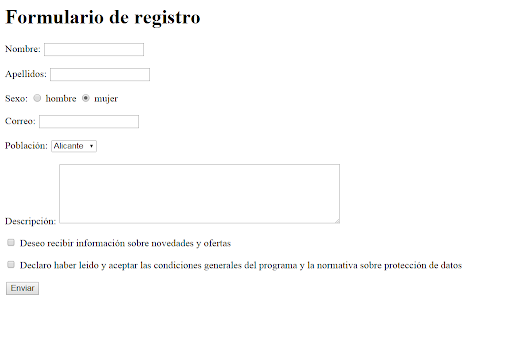 Formulario de registro
Nombre:
Apellidos:
Sexo: hombre mujer
Correo:
Población: Alicante
Descripción:
Deseo recibir información sobre novedades y ofertas
Declaro haber leido y aceptar las condiciones generales del programa y la normativa sobre protección de datos
Enviar